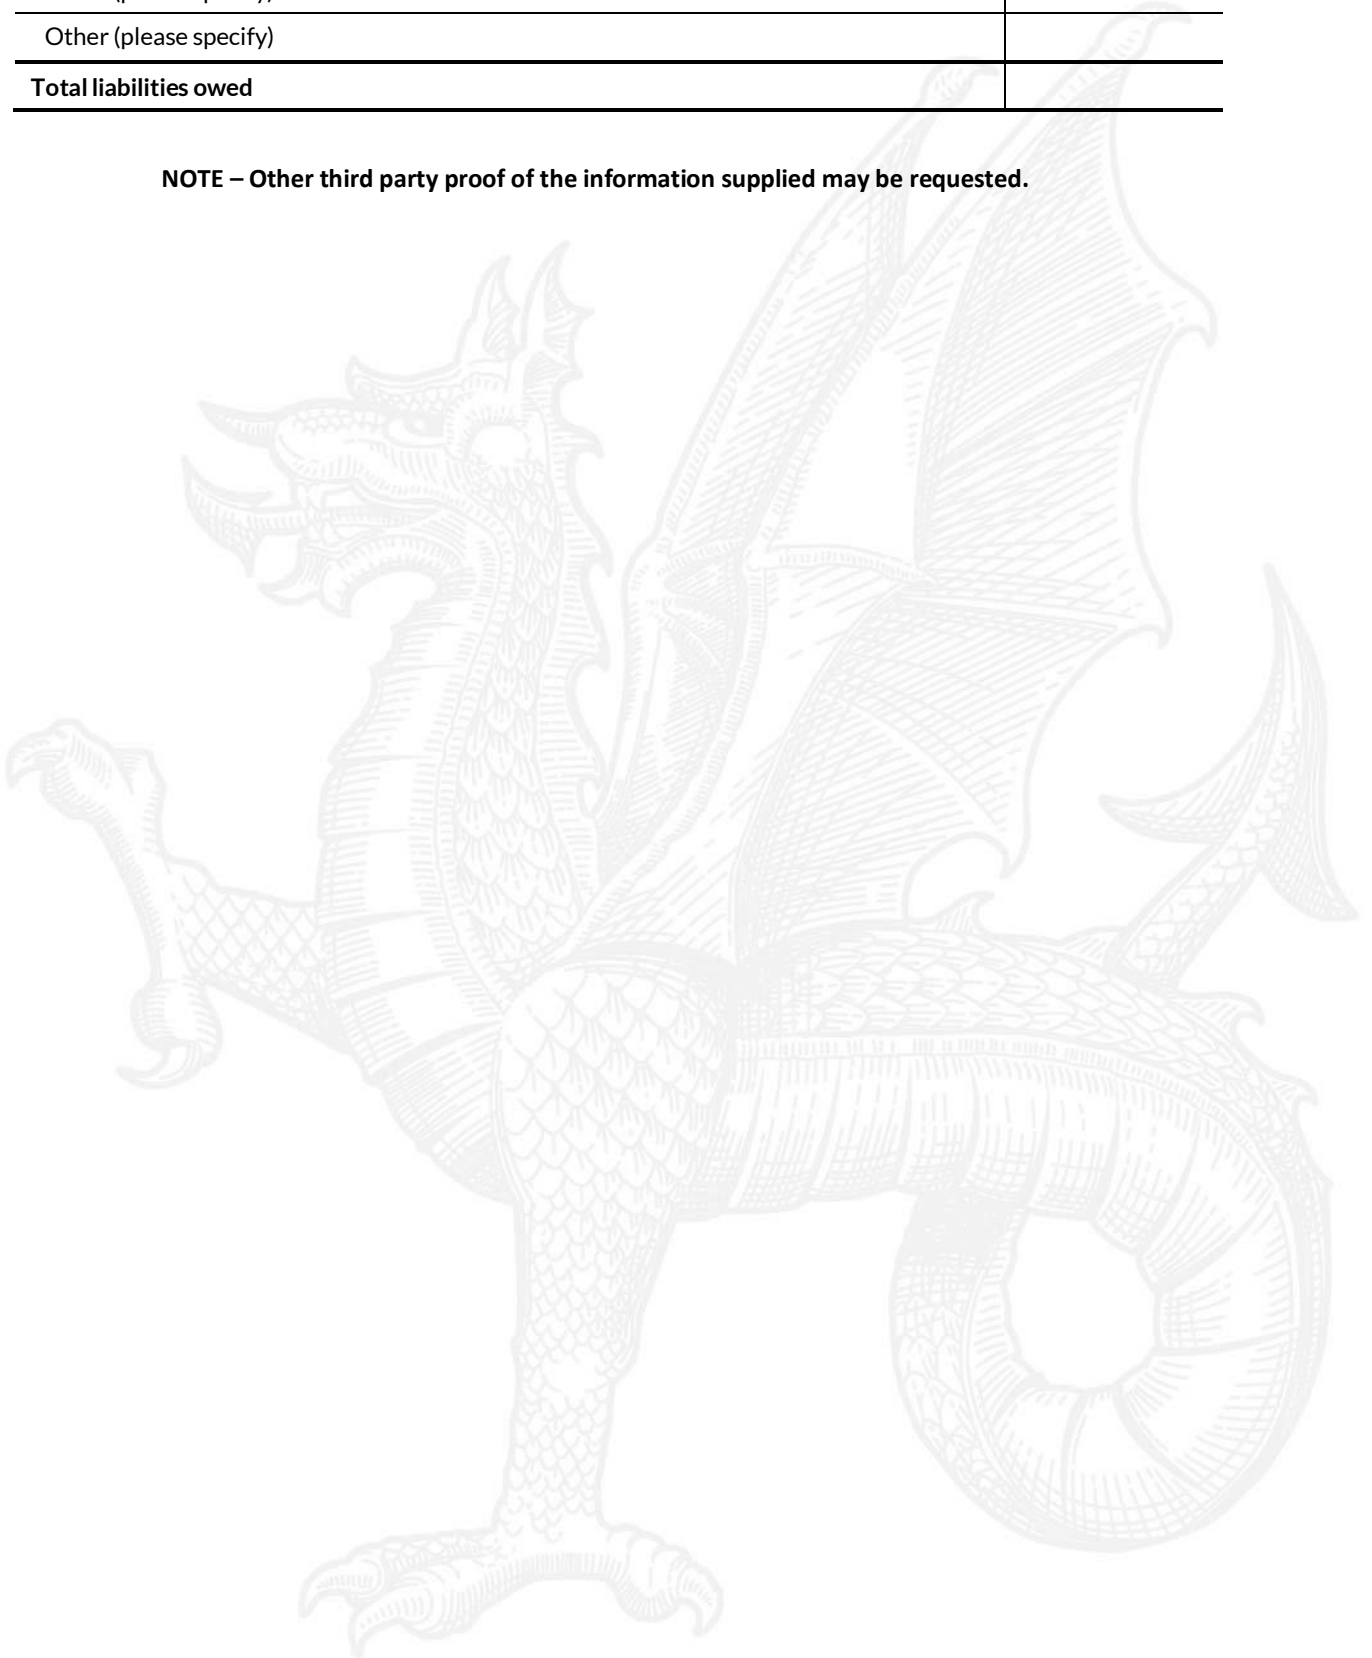 Other (please specify)
Total liabilities owed
NOTE – Other third party proof of the information supplied may be requested.